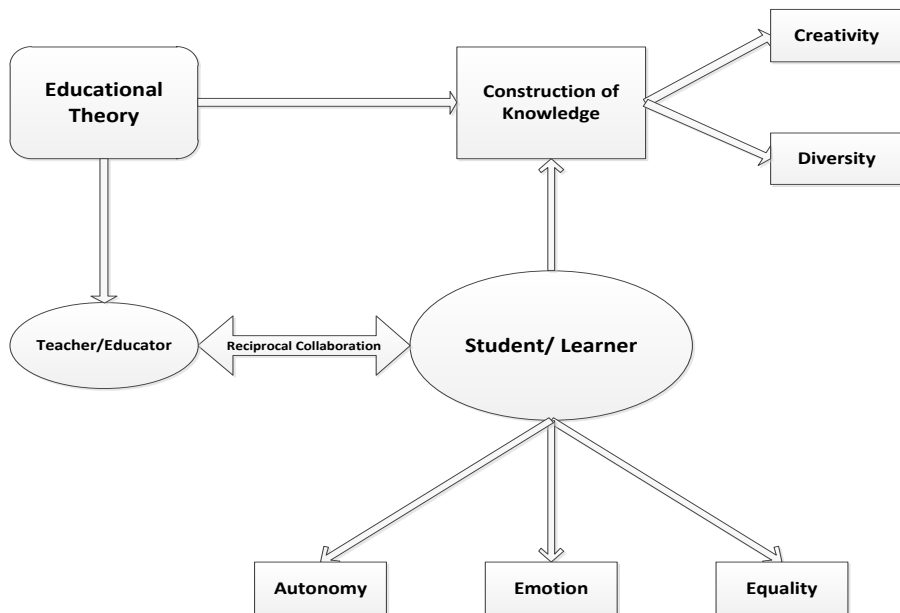 Creativity
Educational
Theory
Construction of
Knowledge
Diversity
Teacher/Educator
Reciprocal Collaboration
Student/ Learner
Autonomy
Emotion
Equality